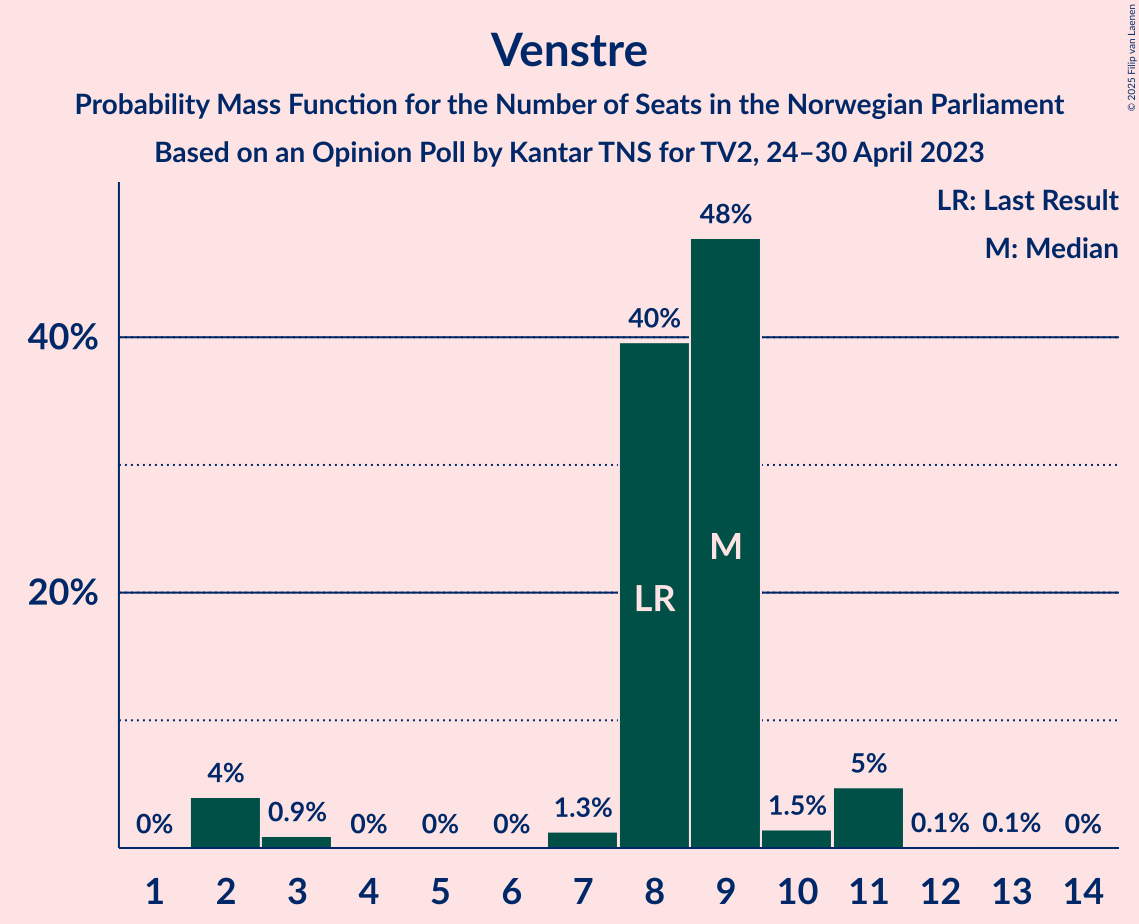 Venstre
Probability Mass Function for the Number of Seats in the Norwegian Parliament
Based on an Opinion Poll by Kantar TNS for TV2, 24–30 April 2023
© 2025 Filip van Laenen
LR: Last Result
M: Median
40%
20%
0%
4%
0.9%
0%
0%
0%
1.3%
40%
48%
1.5%
5%
0.1%
0.1%
0%
LR
M
1 2 3 4 5 6 7 8 9 10 11 12 13 14